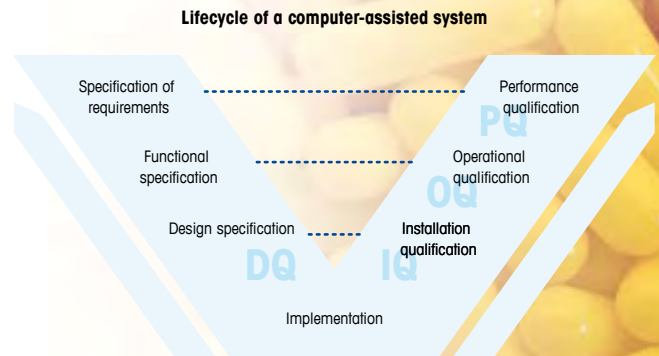 Lifecycle of a computer-assisted system
Specification of
requirements
Performance
qualification
PQ
Functional
specification
Operational
qualification
OQ
Design specification
Installation
qualification
DQ
IQ
Implementation